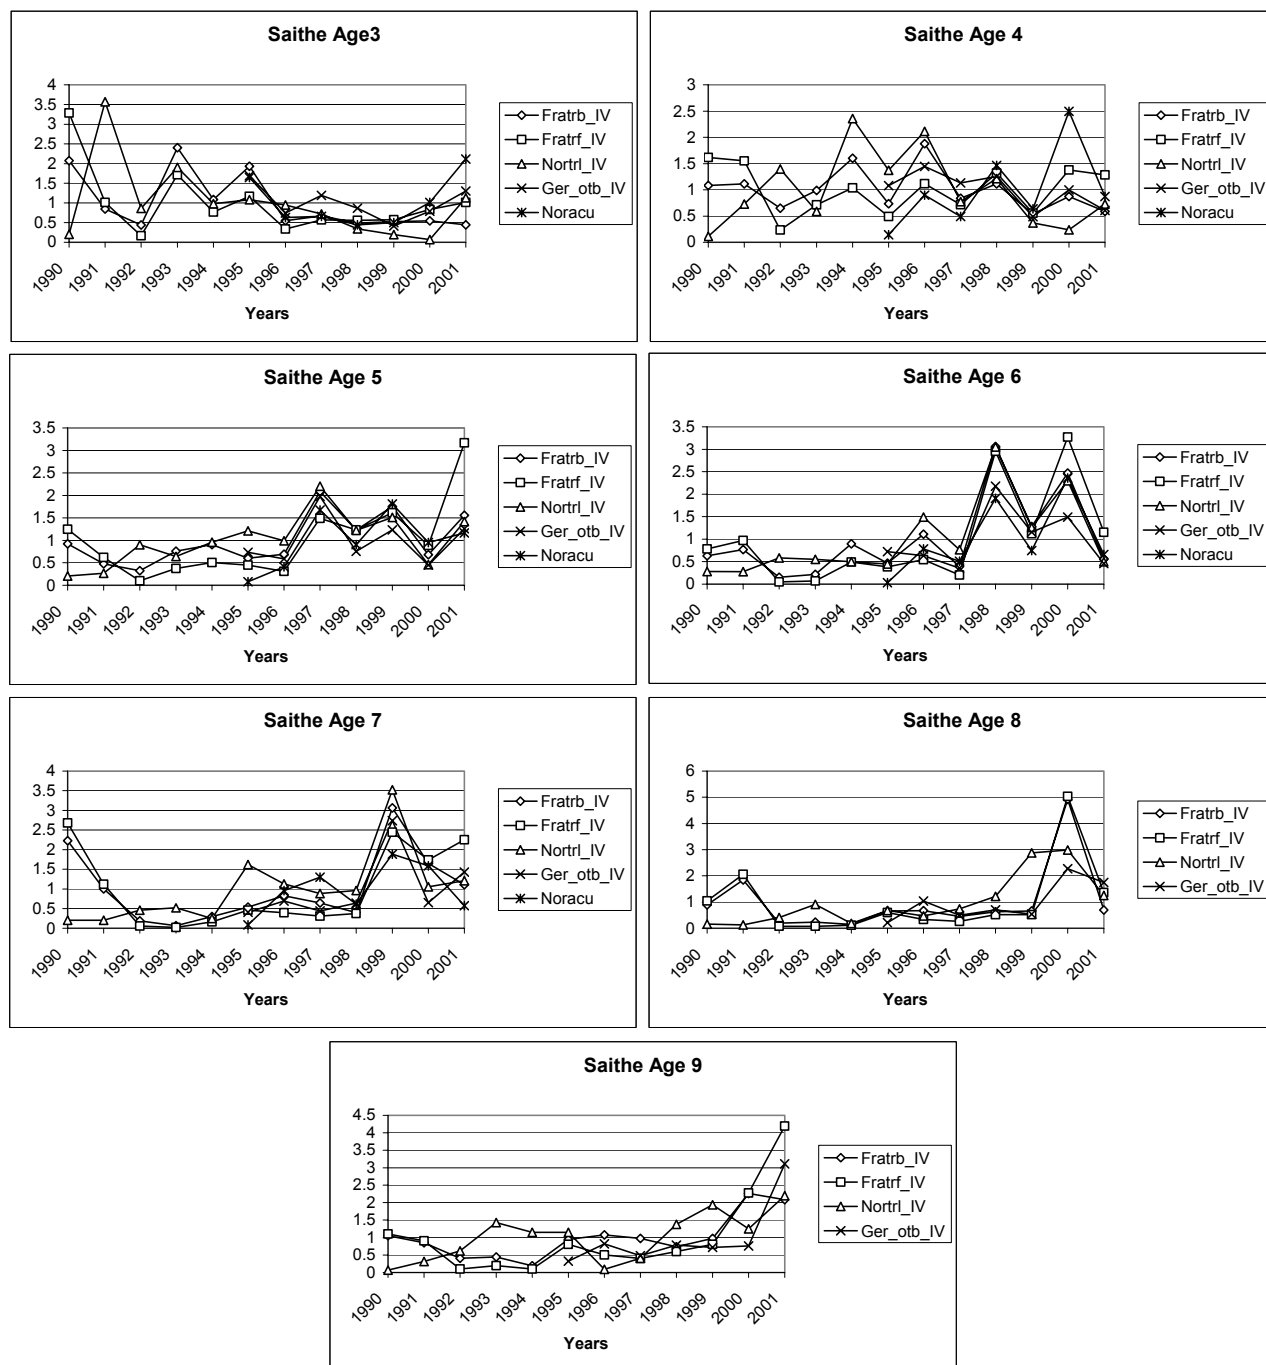 Saithe Age3
4
3.5
3
2.5
2
1.5
1
0.5
0
1990 1991 1992 1993 1994 1995 1996 1997 1998 1999 2000 2001
Years
Fratrb_IV
Fratrf_IV
Nortrl_IV
Ger_otb_IV
Noracu
Saithe Age 4
3
2.5
2
1.5
1
0.5
0
1990 1991 1992 1993 1994 1995 1996 1997 1998 1999 2000 2001
Years
Fratrb_IV
Fratrf_IV
Nortrl_IV
Ger_otb_IV
Noracu
Saithe Age 5
3.5
3
2.5
2
1.5
1
0.5
0
1990 1991 1992 1993 1994 1995 1996 1997 1998 1999 2000 2001
Years
Fratrb_IV
Fratrf_IV
Nortrl_IV
Ger_otb_IV
Noracu
Saithe Age 6
3.5
3
2.5
2
1.5
1
0.5
0
1990 1991 1992 1993 1994 1995 1996 1997 1998 1999 2000 2001
Years
Fratrb_IV
Fratrf_IV
Nortrl_IV
Ger_otb_IV
Noracu
Saithe Age 7
4
3.5
3
2.5
2
1.5
1
0.5
0
1990 1991 1992 1993 1994 1995 1996 1997 1998 1999 2000 2001
Years
Fratrb_IV
Fratrf_IV
Nortrl_IV
Ger_otb_IV
Noracu
Saithe Age 8
6
5
4
3
2
1
0
1990 1991 1992 1993 1994 1995 1996 1997 1998 1999 2000 2001
Years
Fratrb_IV
Fratrf_IV
Nortrl_IV
Ger_otb_IV
Saithe Age 9
4.5
4
3.5
3
2.5
2
1.5
1
0.5
0
1990 1991 1992 1993 1994 1995 1996 1997 1998 1999 2000 2001
Years
Fratrb_IV
Fratrf_IV
Nortrl_IV
Ger_otb_IV